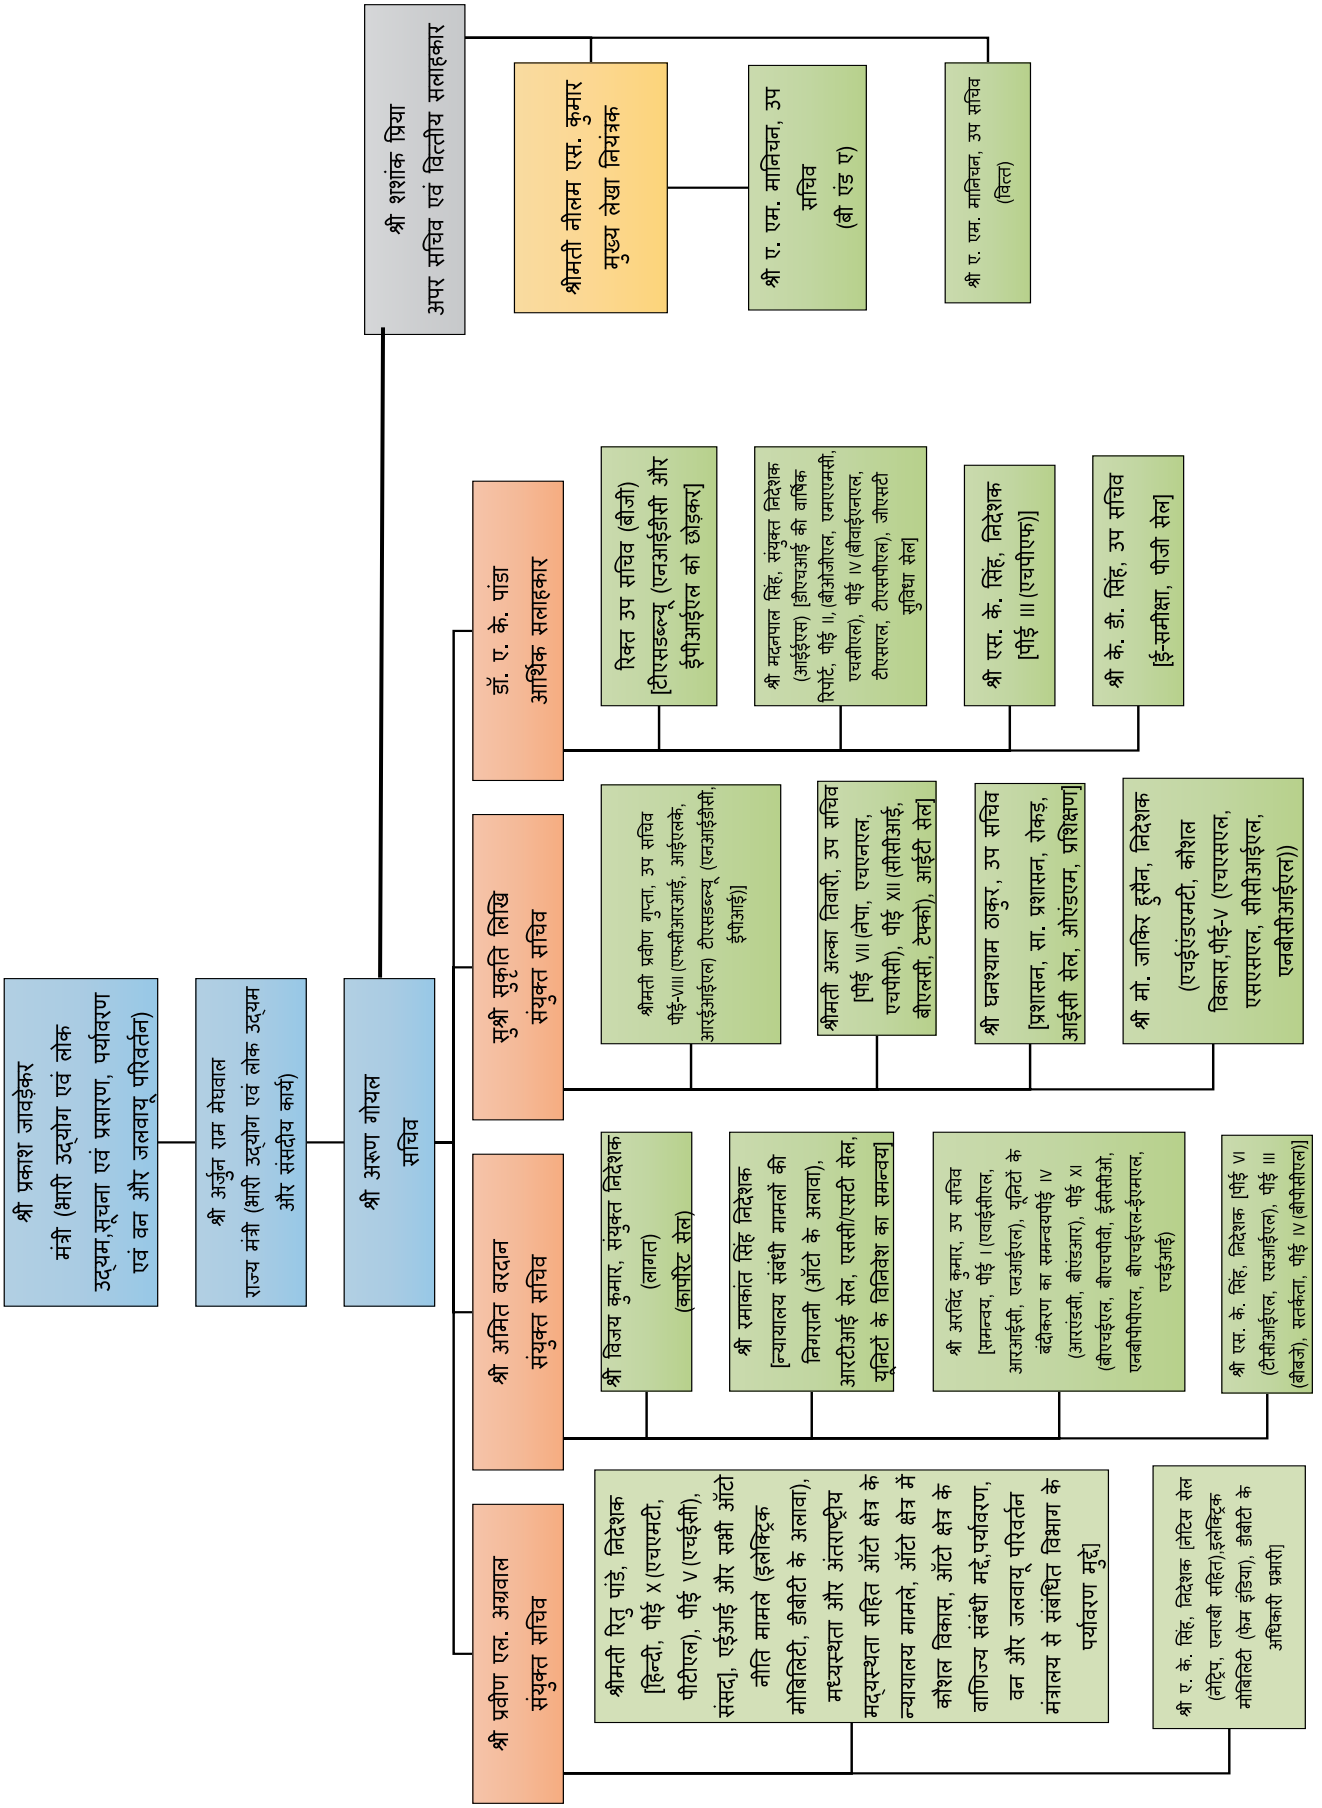 श्री प्रकाश जावड़ेकर
मंत्री (भारी उद्योग एवं लोक
उद्यम,सूचना एवं प्रसारण, पर्यावरण
एवं वन और जलवायू परिवर्तन)
श्री अर्जुन राम मेघवाल
राज्य मंत्री (भारी उद्योग एवं लोक उद्यम
और संसदीय कार्य)
श्री अरूण गोयल
सचिव
श्री शशांक प्रिया
अपर सचिव एवं वित्तीय सलाहकार
श्रीमती नीलम एस. कुमार
मुख्य लेखा नियंत्रक
श्री ए. एम. मानिचन, उप
सचिव
(बी एंड ए)
श्री ए. एम. मानिचन, उप सचिव
(वित्त)
श्री प्रवीण एल. अग्रवाल
संयुक्त सचिव
श्रीमती रितु पांडे, निदेशक
[हिन्दी, पीई X (एचएमटी,
पीटीएल), पीई V (एचईसी),
संसद], एईआई और सभी ऑटो
नीति मामले (इलेक्ट्रिक
मोबिलिटी, डीबीटी के अलावा),
मध्यस्थता और अंतराष्ट्रीय
मद्यस्थता सहित ऑटो क्षेत्र के
न्यायालय मामले, ऑटो क्षेत्र में
कौशल विकास, ऑटो क्षेत्र के
वाणिज्य संबंधी मद्दे,पर्यावरण,
वन और जलवायू परिवर्तन
मंत्रालय से संबंधित विभाग के
पर्यावरण मुद्दे]
श्री ए. के. सिंह, निदेशक [नेटिस सेल
(नेट्रिप, एनएबी सहित),इलेक्ट्रिक
मोबिलिटी (फेम इंडिया), डीबीटी के
अधिकारी प्रभारी]
श्री अमित वरदान
संयुक्त सचिव
श्री विजय कुमार, संयुक्त निदेशक
(लागत)
(कार्पोरेट सेल)
श्री रमाकांत सिंह निदेशक
[न्यायालय संबंधी मामलों की
निगरानी (ऑटो के अलावा),
आरटीआई सेल, एससी/एसटी सेल,
यूनिटों के विनिवेश का समन्वय]
श्री अरविंद कुमार, उप सचिव
[समन्वय, पीई I (एवाईसीएल,
आरआईसी, एनआईएल), यूनिटों के
बंदीकरण का समन्वयपीई IV
(आरएंडसी, बीएंडआर), पीई XI
(बीएचईएल, बीएचपीवी, ईसीसीओ,
एनबीपीपीएल, बीएचईएल-ईएमएल,
एचईआई)
श्री एस. के. सिंह, निदेशक [पीई VI
(टीसीआईएल, एसआईएल), पीई III
(बीबजे), सतर्कता, पीई IV (बीपीसीएल)]
सुश्री सुकृति लिखि
संयुक्त सचिव
श्रीमती प्रवीण गुप्ता, उप सचिव
पीई-VIII (एफसीआरआई, आईएलके,
आरईआईएल) टीएसडब्ल्यू (एनआईडीसी,
ईपीआई)]
श्रीमती अल्का तिवारी, उप सचिव
[पीई VII (नेपा, एचएनएल,
एचपीसी), पीई XII (सीसीआई,
बीएलसी, टेफ्को), आईटी सेल]
श्री घनश्याम ठाकुर, उप सचिव
[प्रशासन, सा. प्रशासन, रोकड़,
आईसी सेल, ओएंडएम, प्रशिक्षण]
श्री मो. जाकिर हुसैन, निदेशक
(एचईएंडएमटी, कौशल
विकास,पीई-V (एचएसएल,
एसएसएल, सीसीआईएल,
एनबीसीआईएल))
डॉ. ए. के. पांडा
आर्थिक सलाहकार
रिक्त उप सचिव (बीजी)
[टीएसडब्ल्यू (एनआईडीसी और
ईपीआईएल को छोड़कर]
श्री मदनपाल सिंह, संयुक्त निदेशक
(आईईएस) [डीएचआई की वार्षिक
रिपोर्ट, पीई II, (बीओजीएल, एमएएमसी,
एचसीएल), पीई IV (बीवाईएनएल,
टीएसएल, टीएसपीएल), जीएसटी
सुविधा सेल]
श्री एस. के. सिंह, निदेशक
[पीई III (एचपीएफ)]
श्री के. डी. सिंह, उप सचिव
[ई-समीक्षा, पीजी सेल]